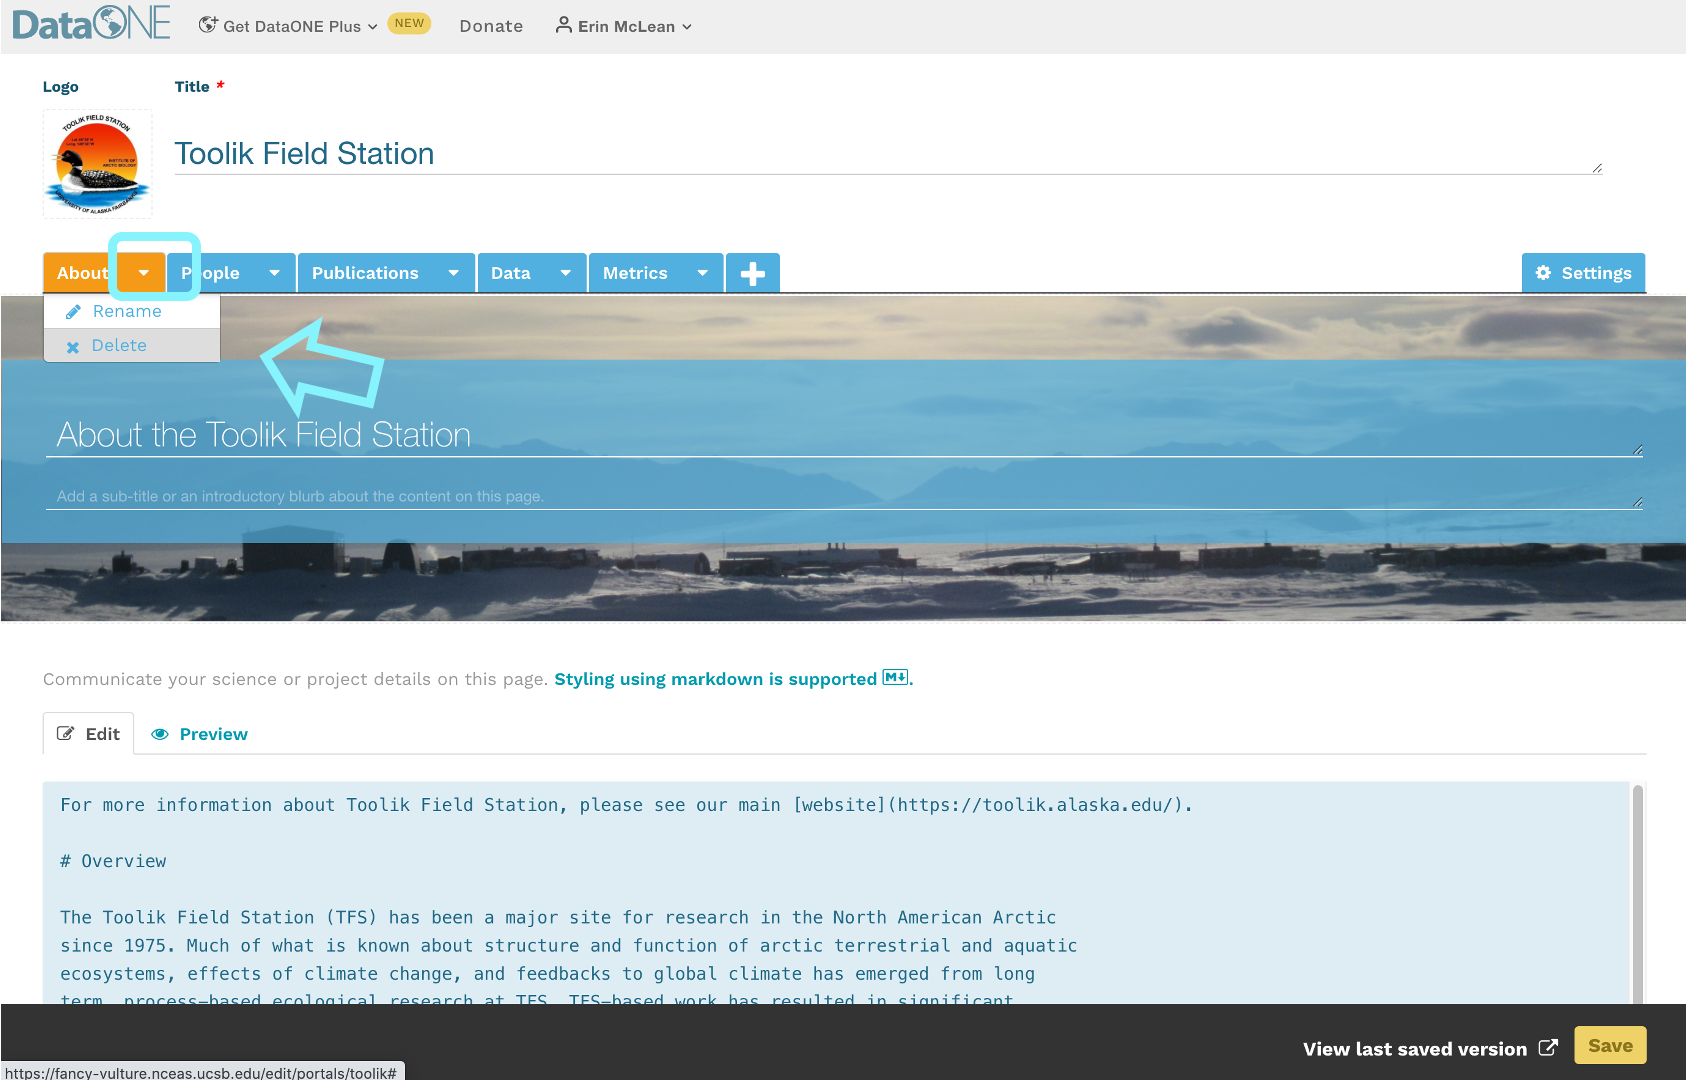 DataONE Get DataONE Plus NEW Donate Erin McLean
Logo Title *
TOOLIK FIELD STATION
INSTITUTE OF
ARCTIC BIOLOGY
UNIVERSITY OF ALASKA FAIRBANKS
Toolik Field Station
About People Publications Data Metrics Settings
Rename
Delete
About the Toolik Field Station
Add a sub-title or an introductory blurb about the content on this page.
Communicate your science or project details on this page. Styling using markdown is supported M.
Edit Preview
For more information about Toolik Field Station, please see our main [website](https://toolik.alaska.edu/).
# Overview
The Toolik Field Station (TFS) has been a major site for research in the North American Arctic
since 1975. Much of what is known about structure and function of arctic terrestrial and aquatic
ecosystems, effects of climate change, and feedbacks to global climate has emerged from long
term, process-based ecological research at TFS. TFS-based work has resulted in significant
View last saved version Save
https://fancy-vulture.nceas.ucsb.edu/edit/portals/toolik#